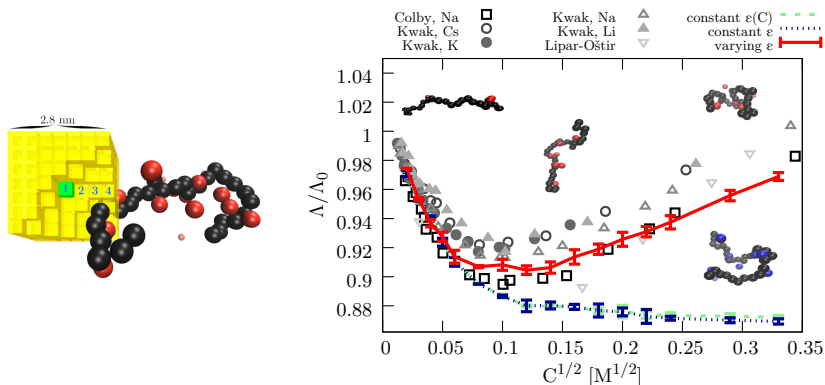 2.8 nm
1 2 3 4
Colby, Na
Kwak, Cs
Kwak, K
Kwak, Na
Kwak, Li
Lipar-Oštir
constant ε(C)
constant ε
varying ε
Λ/Λ0
1.04
1.02
1
0.98
0.96
0.94
0.92
0.9
0.88
0 0.05 0.1 0.15 0.2 0.25 0.3 0.35
C^{1/2} [M^{1/2}]